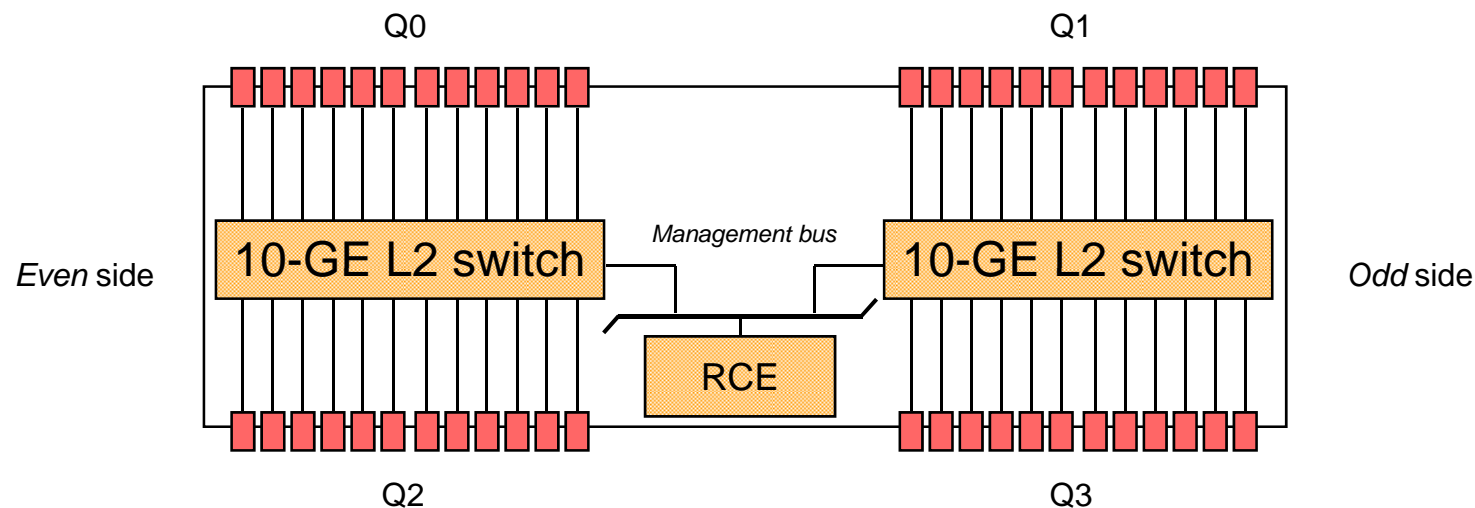 Q0
Q1
Management bus
10-GE L2 switch
10-GE L2 switch
Even side
Odd side
RCE
Q2
Q3